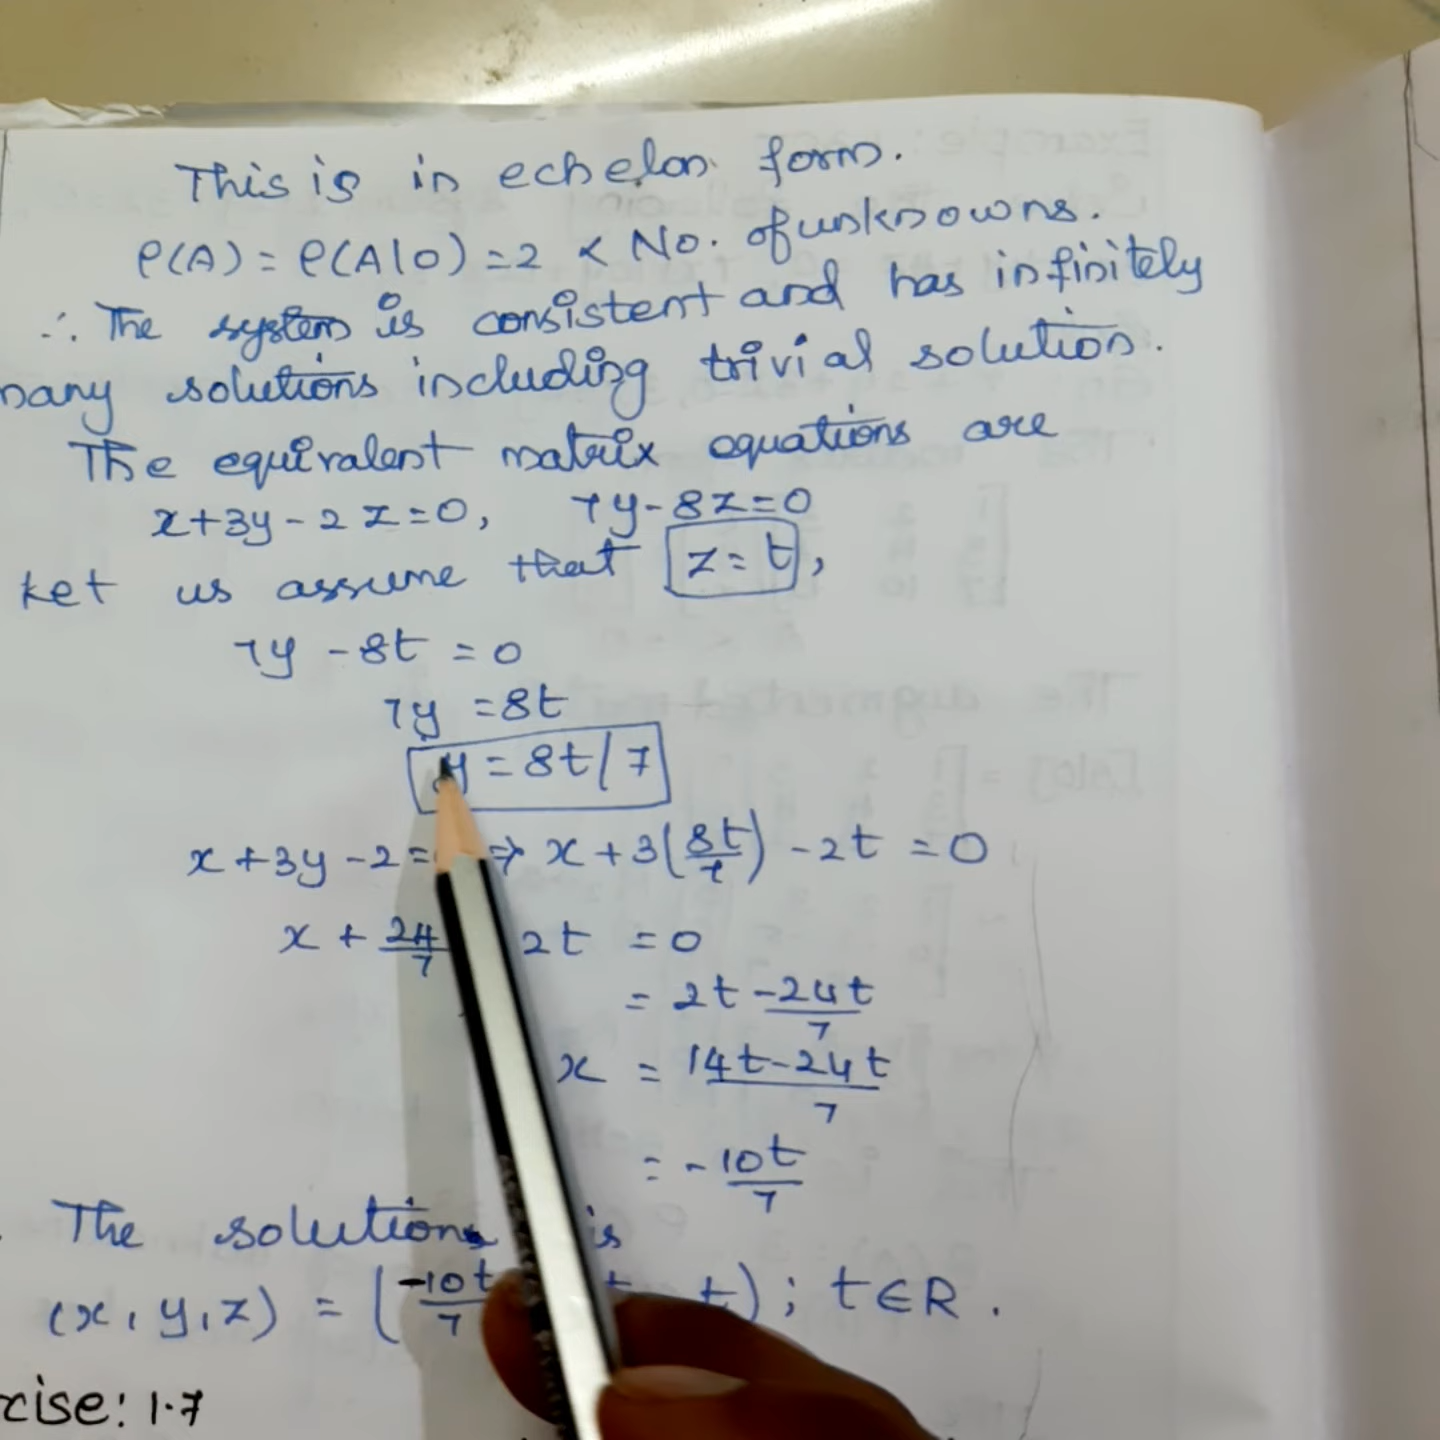 This is in echelon form.
ρ(A) = ρ(A|0) = 2 < No. of unknowns.
∴ The system is consistent and has infinitely
many solutions including trivial solution.
The equivalent matrix equations are
x+3y-2z=0, 7y-8z=0
Let us assume that z=t,
7y-8t=0
7y=8t
y=8t/7
x+3y-2= ⇒ x+3(8t/7)-2t=0
x+24/7 2t=0
=2t-24t/7
x=14t-24t/7
=-10t/7
The solution is
(x,y,z)=(-10t/7 t); t∈R.
cise: 1.7